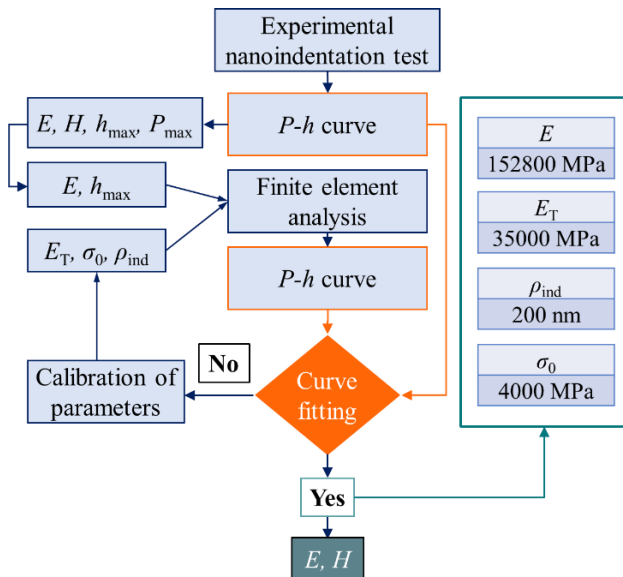 Experimental
nanoindentation test
E, H, hmax, Pmax
P-h curve
E, hmax
Finite element
analysis
ET, σ0, ρind
P-h curve
No
Calibration of
parameters
Curve
fitting
Yes
E, H
E
152800 MPa
ET
35000 MPa
ρind
200 nm
σ0
4000 MPa